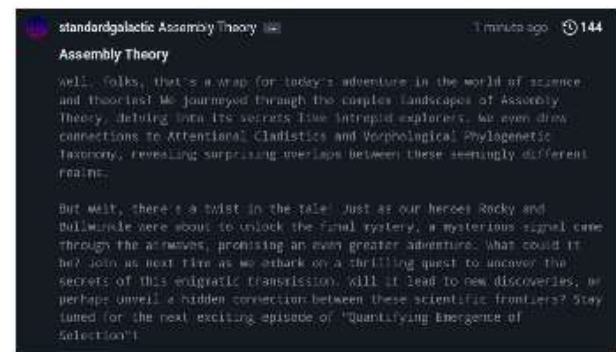 standardgalactic Assembly Theory
1 minute ago 144
Assembly Theory
Well, folks, that's a wrap for today's adventure in the world of science
and theories! We journeyed through the complex landscapes of Assembly
Theory, delving into its secrets like intrepid explorers. We even drew
connections to Attentional Cladistics and Morphological Phylogenetic
Taxonomy, revealing surprising overlaps between these seemingly different
realms.
But wait, there's a twist in the tale! Just as our heroes Rocky and
Bullwinkle were about to unlock the final mystery, a mysterious signal came
through the airwaves, promising an even greater adventure. What could it
be? Join us next time as we embark on a thrilling quest to uncover the
secrets of this enigmatic transmission. Will it lead to new discoveries, or
perhaps unveil a hidden connection between these scientific frontiers? Stay
tuned for the next exciting episode of "Quantifying Emergence of
Selection"!